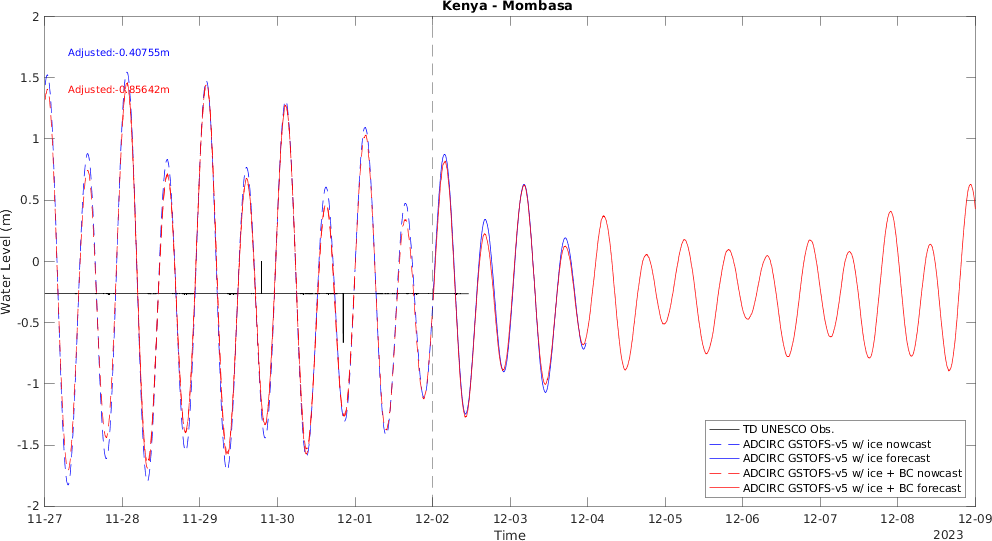 Kenya - Mombasa
Adjusted:-0.40755m
Adjusted:-0.85642m
Water Level (m)
2
1.5
1
0.5
0
-0.5
-1
-1.5
-2
TD UNESCO Obs.
ADCIRC GSTOFS-v5 w/ ice nowcast
ADCIRC GSTOFS-v5 w/ ice forecast
ADCIRC GSTOFS-v5 w/ ice + BC nowcast
ADCIRC GSTOFS-v5 w/ ice + BC forecast
11-27 11-28 11-29 11-30 12-01 12-02 12-03 12-04 12-05 12-06 12-07 12-08 12-09
Time
2023